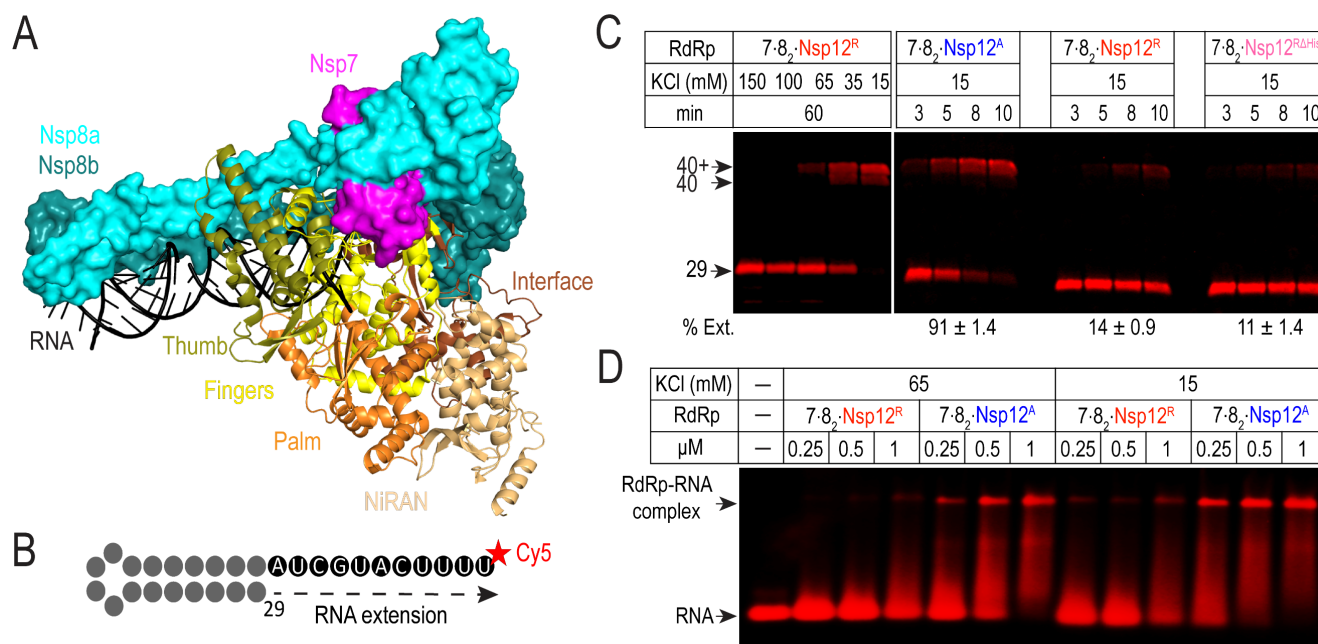 A
Nsp7
Nsp8a
Nsp8b
Interface
RNA
Thumb
Fingers
Palm
NiRAN
B
AUCGUACUUUU
Cy5
29
RNA extension
C
RdRp 7·8₂·Nsp12ᴿ 7·8₂·Nsp12ᴬ 7·8₂·Nsp12ᴿ 7·8₂·Nsp12ᴿΔᴴⁱˢ
KCl (mM) 150 100 65 35 15 15 15 15
min 60 3 5 8 10 3 5 8 10 3 5 8 10
40+
40
29
% Ext. 91 ± 1.4 14 ± 0.9 11 ± 1.4
D
KCl (mM) — 65 15
RdRp — 7·8₂·Nsp12ᴿ 7·8₂·Nsp12ᴬ 7·8₂·Nsp12ᴿ 7·8₂·Nsp12ᴬ
µM — 0.25 0.5 1 0.25 0.5 1 0.25 0.5 1 0.25 0.5 1
RdRp-RNA
complex
RNA